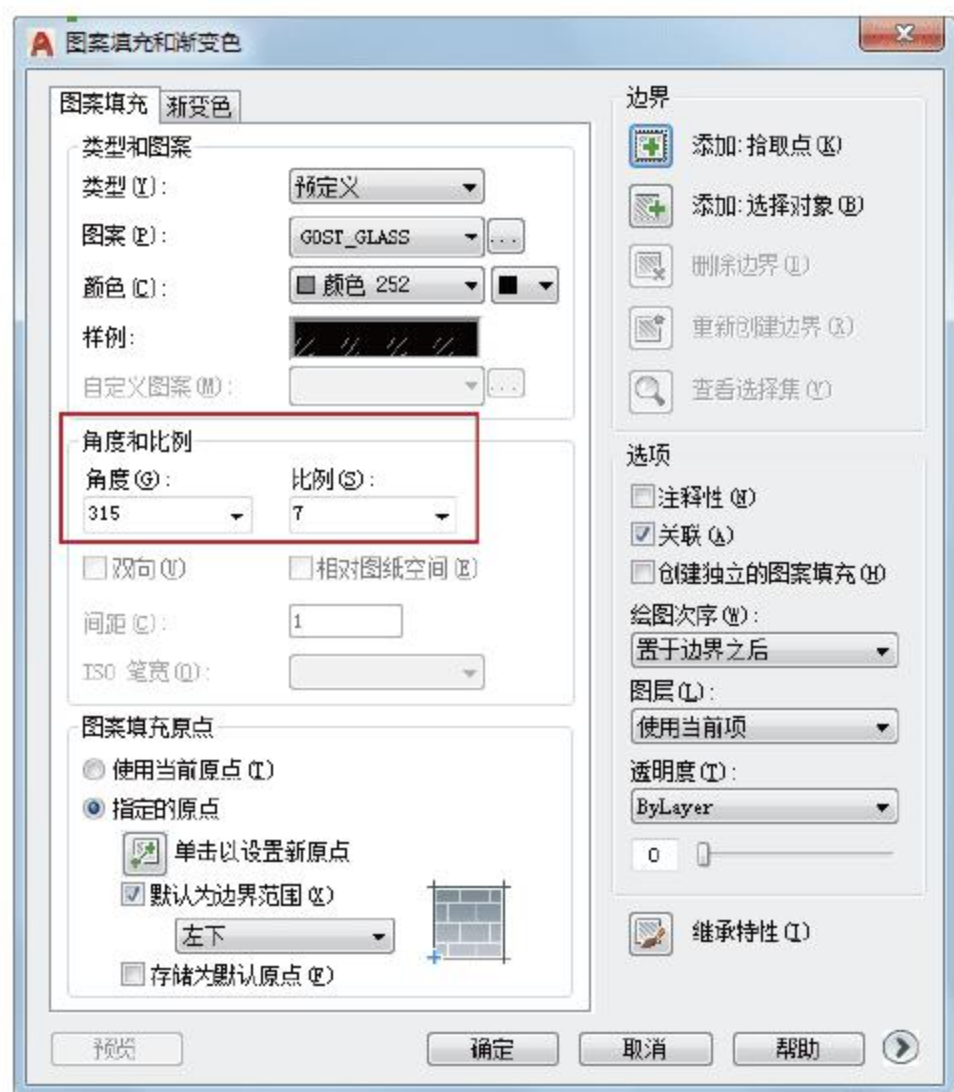 图案填充和渐变色
图案填充 渐变色
类型和图案
类型(Y):
预定义
图案(P):
GOST_GLASS
...
颜色(C):
颜色 252
样例:
自定义图案(M):
...
角度和比例
角度(G):
比例(S):
315
7
双向(U)
相对图纸空间(E)
间距(C):
1
ISO 笔宽(O):
图案填充原点
使用当前原点(T)
指定的原点
单击以设置新原点
默认为边界范围(X)
左下
存储为默认原点(F)
预览
边界
添加:拾取点(K)
添加:选择对象(B)
删除边界(D)
重新创建边界(R)
查看选择集(V)
选项
注释性(N)
关联(A)
创建独立的图案填充(H)
绘图次序(W):
置于边界之后
图层(L):
使用当前项
透明度(T):
ByLayer
0
继承特性(I)
确定
取消
帮助